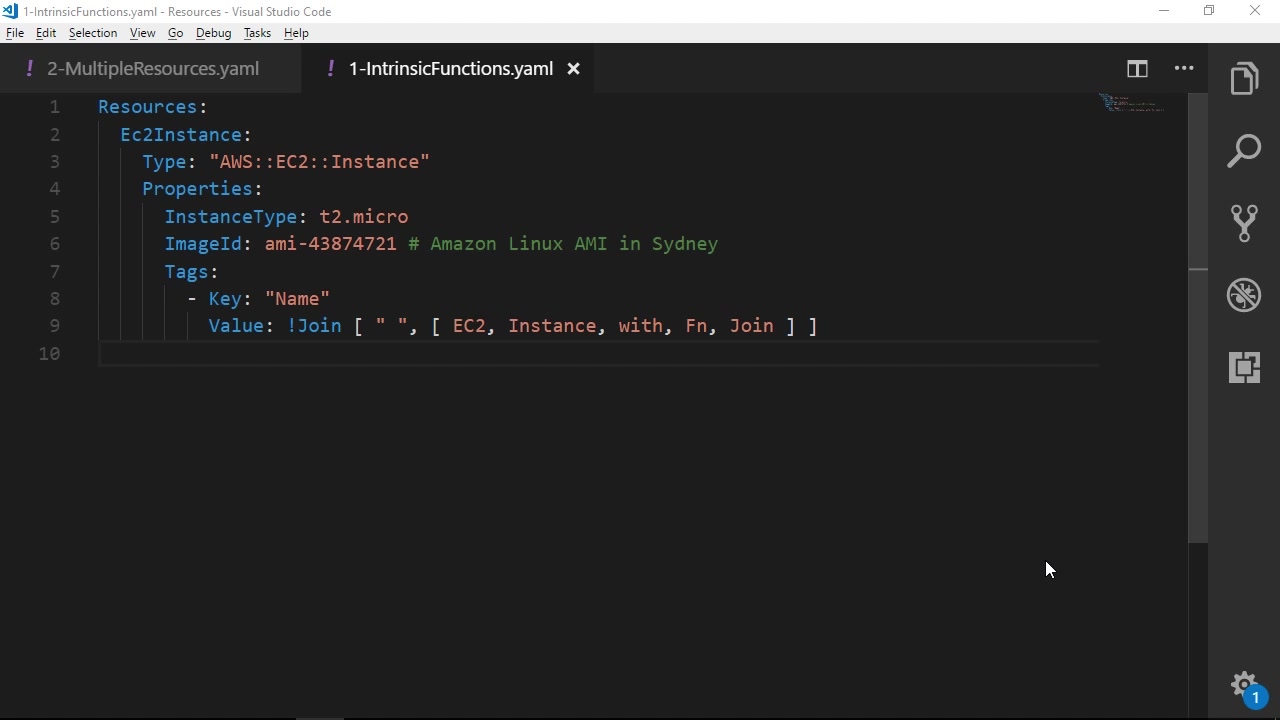 1-IntrinsicFunctions.yaml - Resources - Visual Studio Code
File Edit Selection View Go Debug Tasks Help
! 2-MultipleResources.yaml ! 1-IntrinsicFunctions.yaml
1 Resources:
2 Ec2Instance:
3 Type: "AWS::EC2::Instance"
4 Properties:
5 InstanceType: t2.micro
6 ImageId: ami-43874721 # Amazon Linux AMI in Sydney
7 Tags:
8 - Key: "Name"
9 Value: !Join [ " ", [ EC2, Instance, with, Fn, Join ] ]
10
1